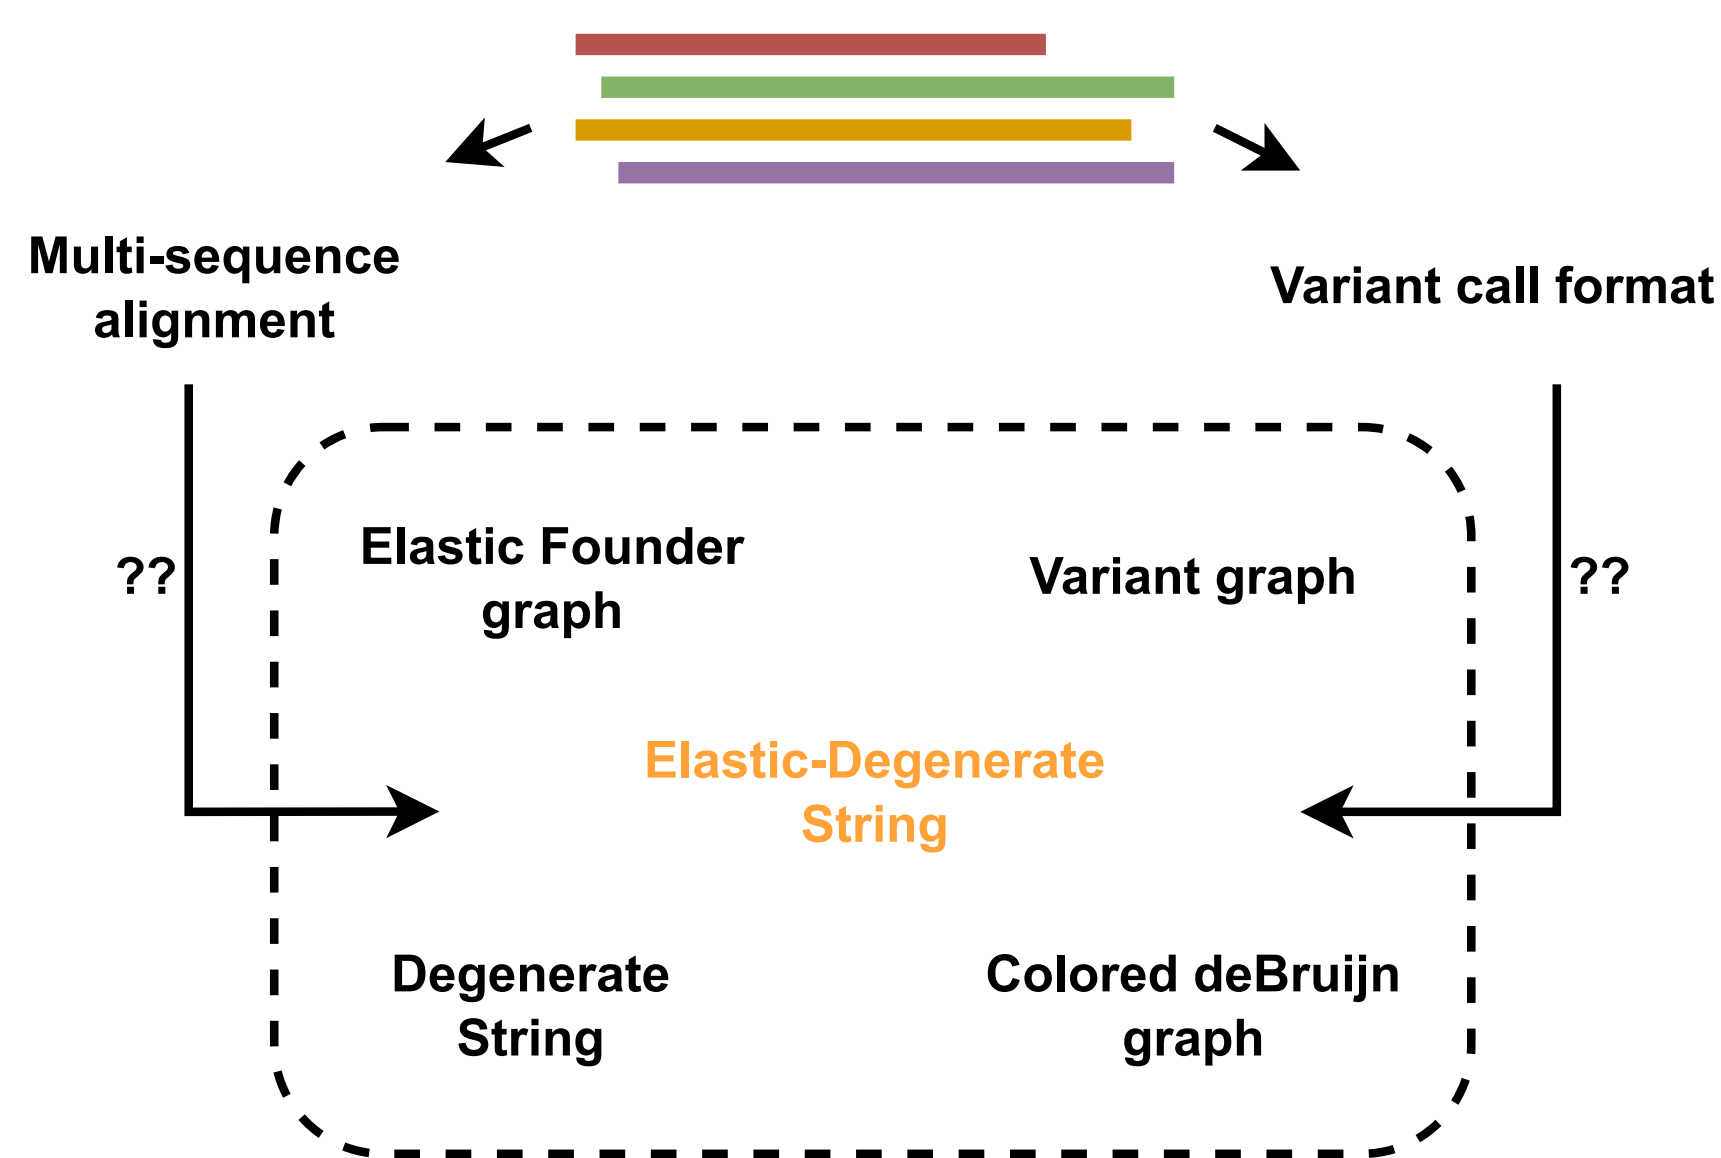 Multi-sequence
alignment
Variant call format
??
Elastic Founder
graph
Variant graph
??
Elastic-Degenerate
String
Degenerate
String
Colored deBruijn
graph